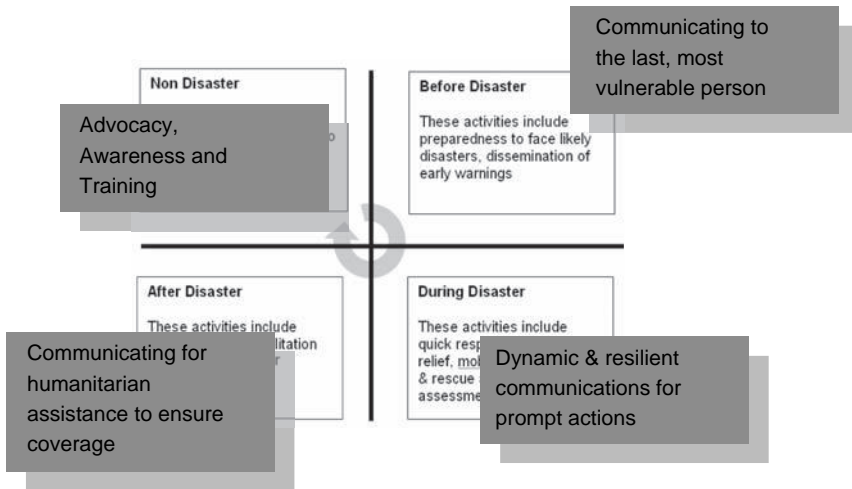 Non Disaster
Advocacy,
Awareness and
Training
Before Disaster
These activities include
preparedness to face likely
disasters, dissemination of
early warnings
Communicating to
the last, most
vulnerable person
After Disaster
These activities include
Communicating for
humanitarian
assistance to ensure
coverage
During Disaster
These activities include
quick
relief,
& rescue
Dynamic & resilient
communications for
prompt actions